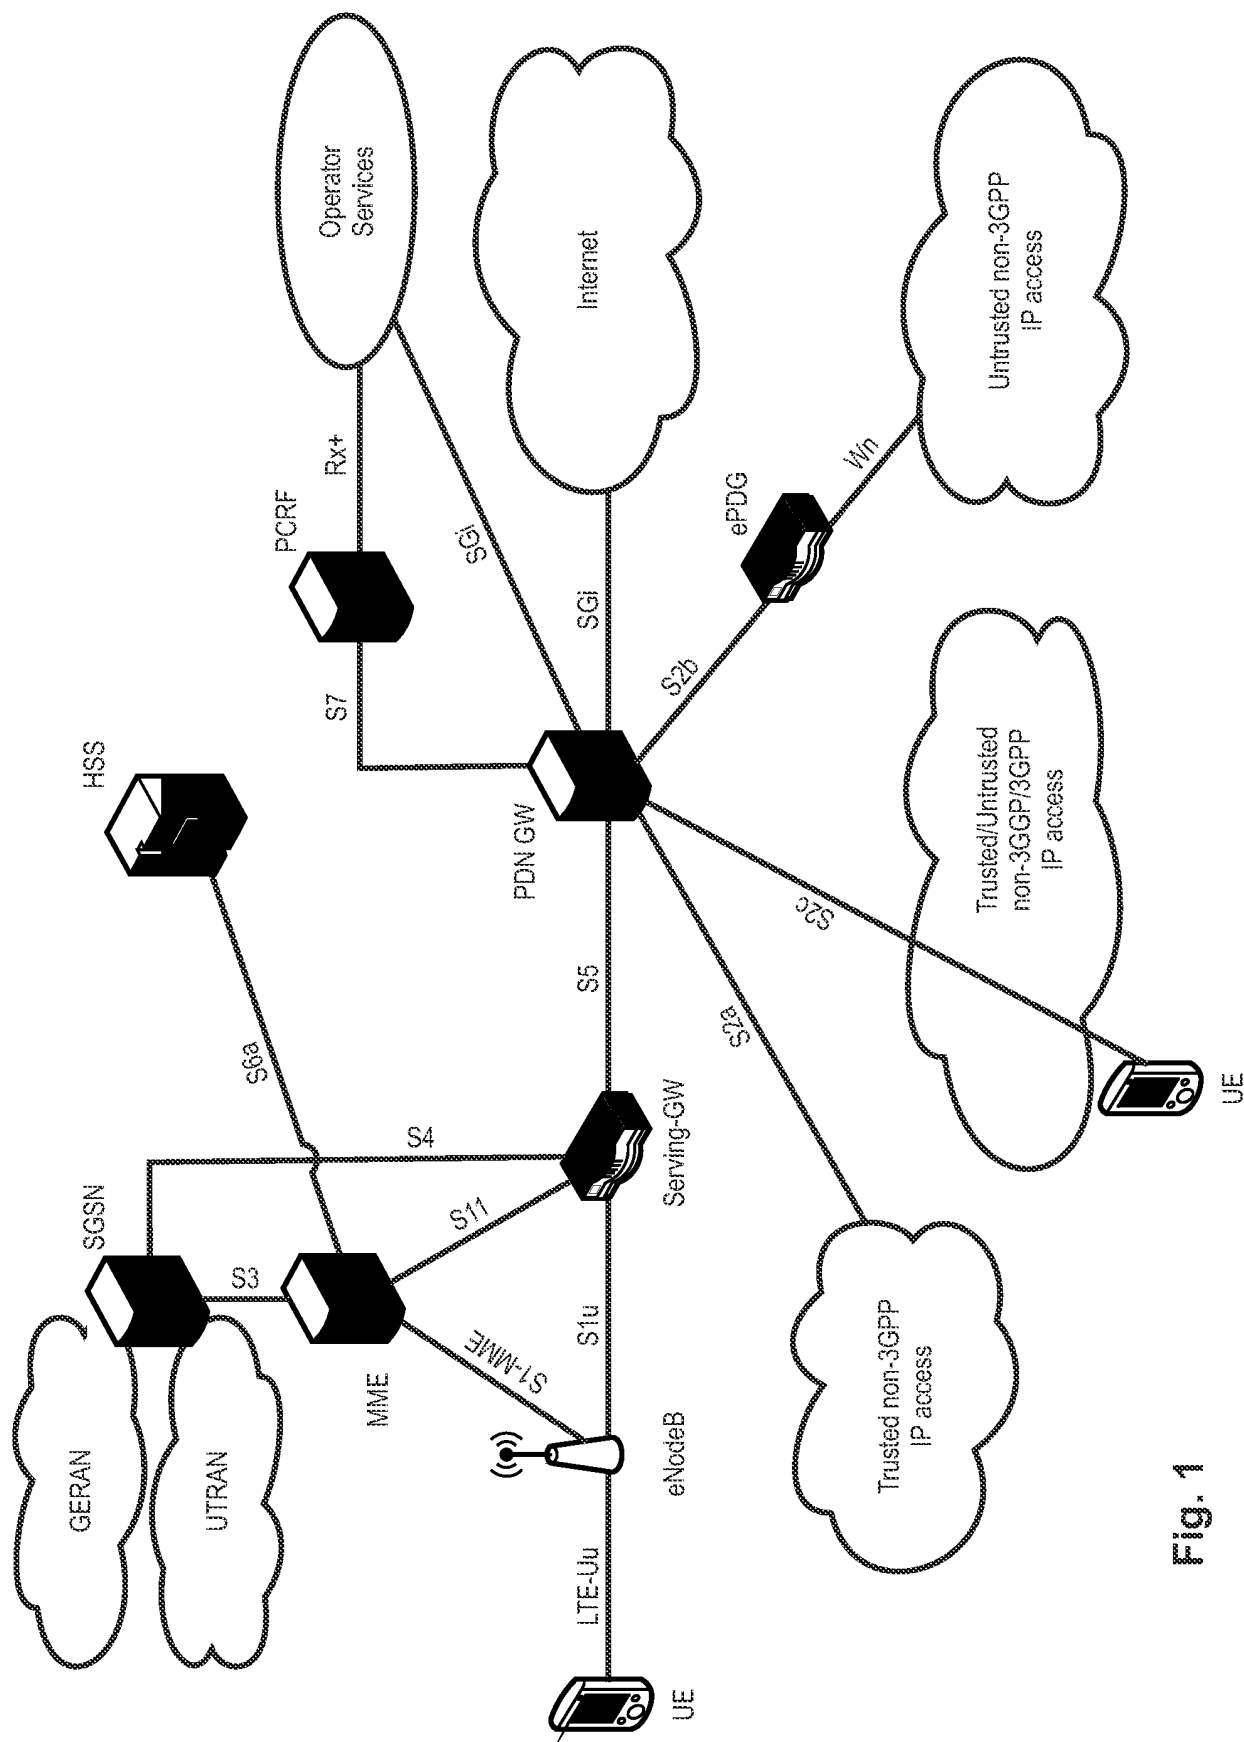 GERAN
UTRAN
SGSN
HSS
S3
S6a
S4
MME
S11
S1-MME
PCRF
S7
Rx+
Operator
Services
SGi
Internet
SGi
PDN GW
S5
Serving-GW
S1u
eNodeB
LTE-Uu
UE
S2a
S2c
S2b
ePDG
Wn
Untrusted non-3GPP
IP access
Trusted/Untrusted
non-3GGP/3GPP
IP access
UE
Trusted non-3GPP
IP access
Fig. 1